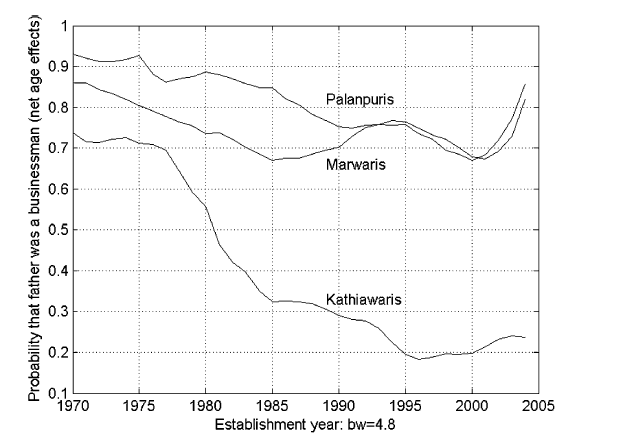 Probability that father was a businessman (net age effects)
1
0.9
0.8
0.7
0.6
0.5
0.4
0.3
0.2
0.1
Palanpuris
Marwaris
Kathiawaris
1970 1975 1980 1985 1990 1995 2000 2005
Establishment year: bw=4.8